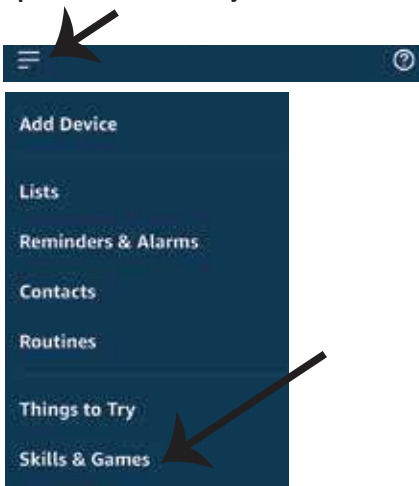 Add Device
Lists
Reminders & Alarms
Contacts
Routines
Things to Try
Skills & Games